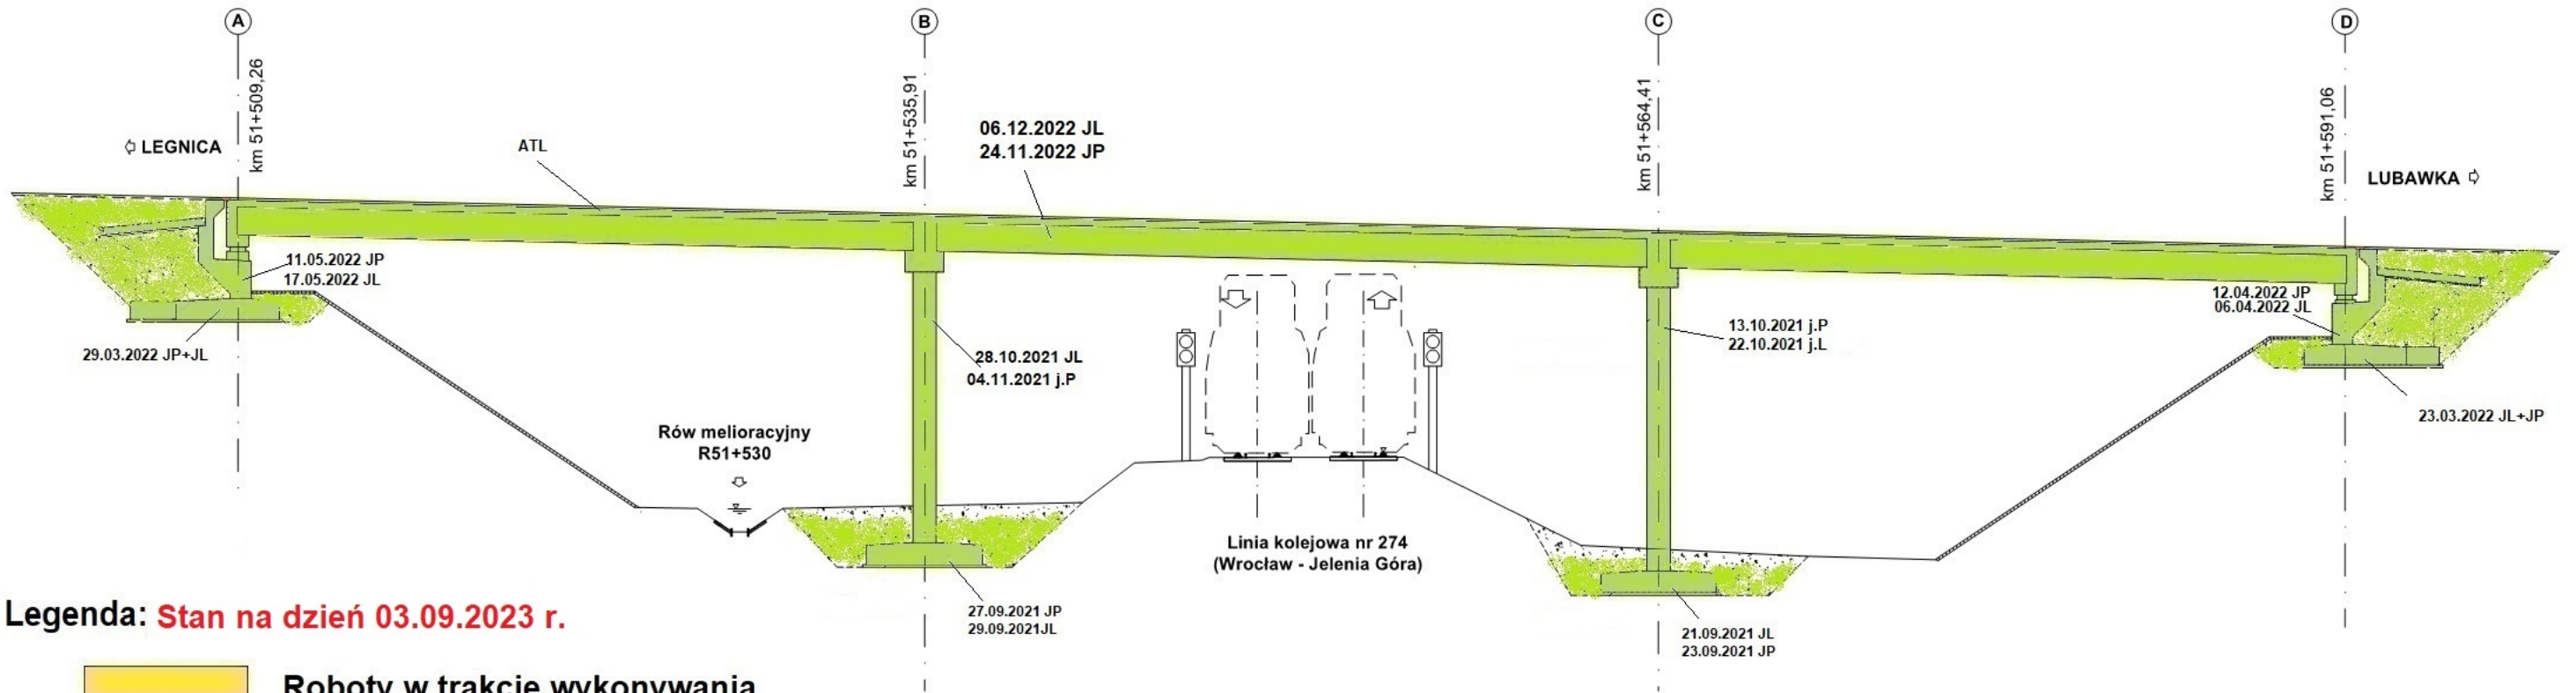 A
B
C
D
km 51+509,26
km 51+535,91
km 51+564,41
km 51+591,06
LEGNICA
ATL
06.12.2022 JL
24.11.2022 JP
LUBAWKA
11.05.2022 JP
17.05.2022 JL
12.04.2022 JP
06.04.2022 JL
29.03.2022 JP+JL
28.10.2021 JL
04.11.2021 j.P
13.10.2021 j.P
22.10.2021 j.L
23.03.2022 JL+JP
Rów melioracyjny
R51+530
Linia kolejowa nr 274
(Wrocław - Jelenia Góra)
27.09.2021 JP
29.09.2021JL
21.09.2021 JL
23.09.2021 JP
Legenda: Stan na dzień 03.09.2023 r.
Roboty w trakcie wykonywania